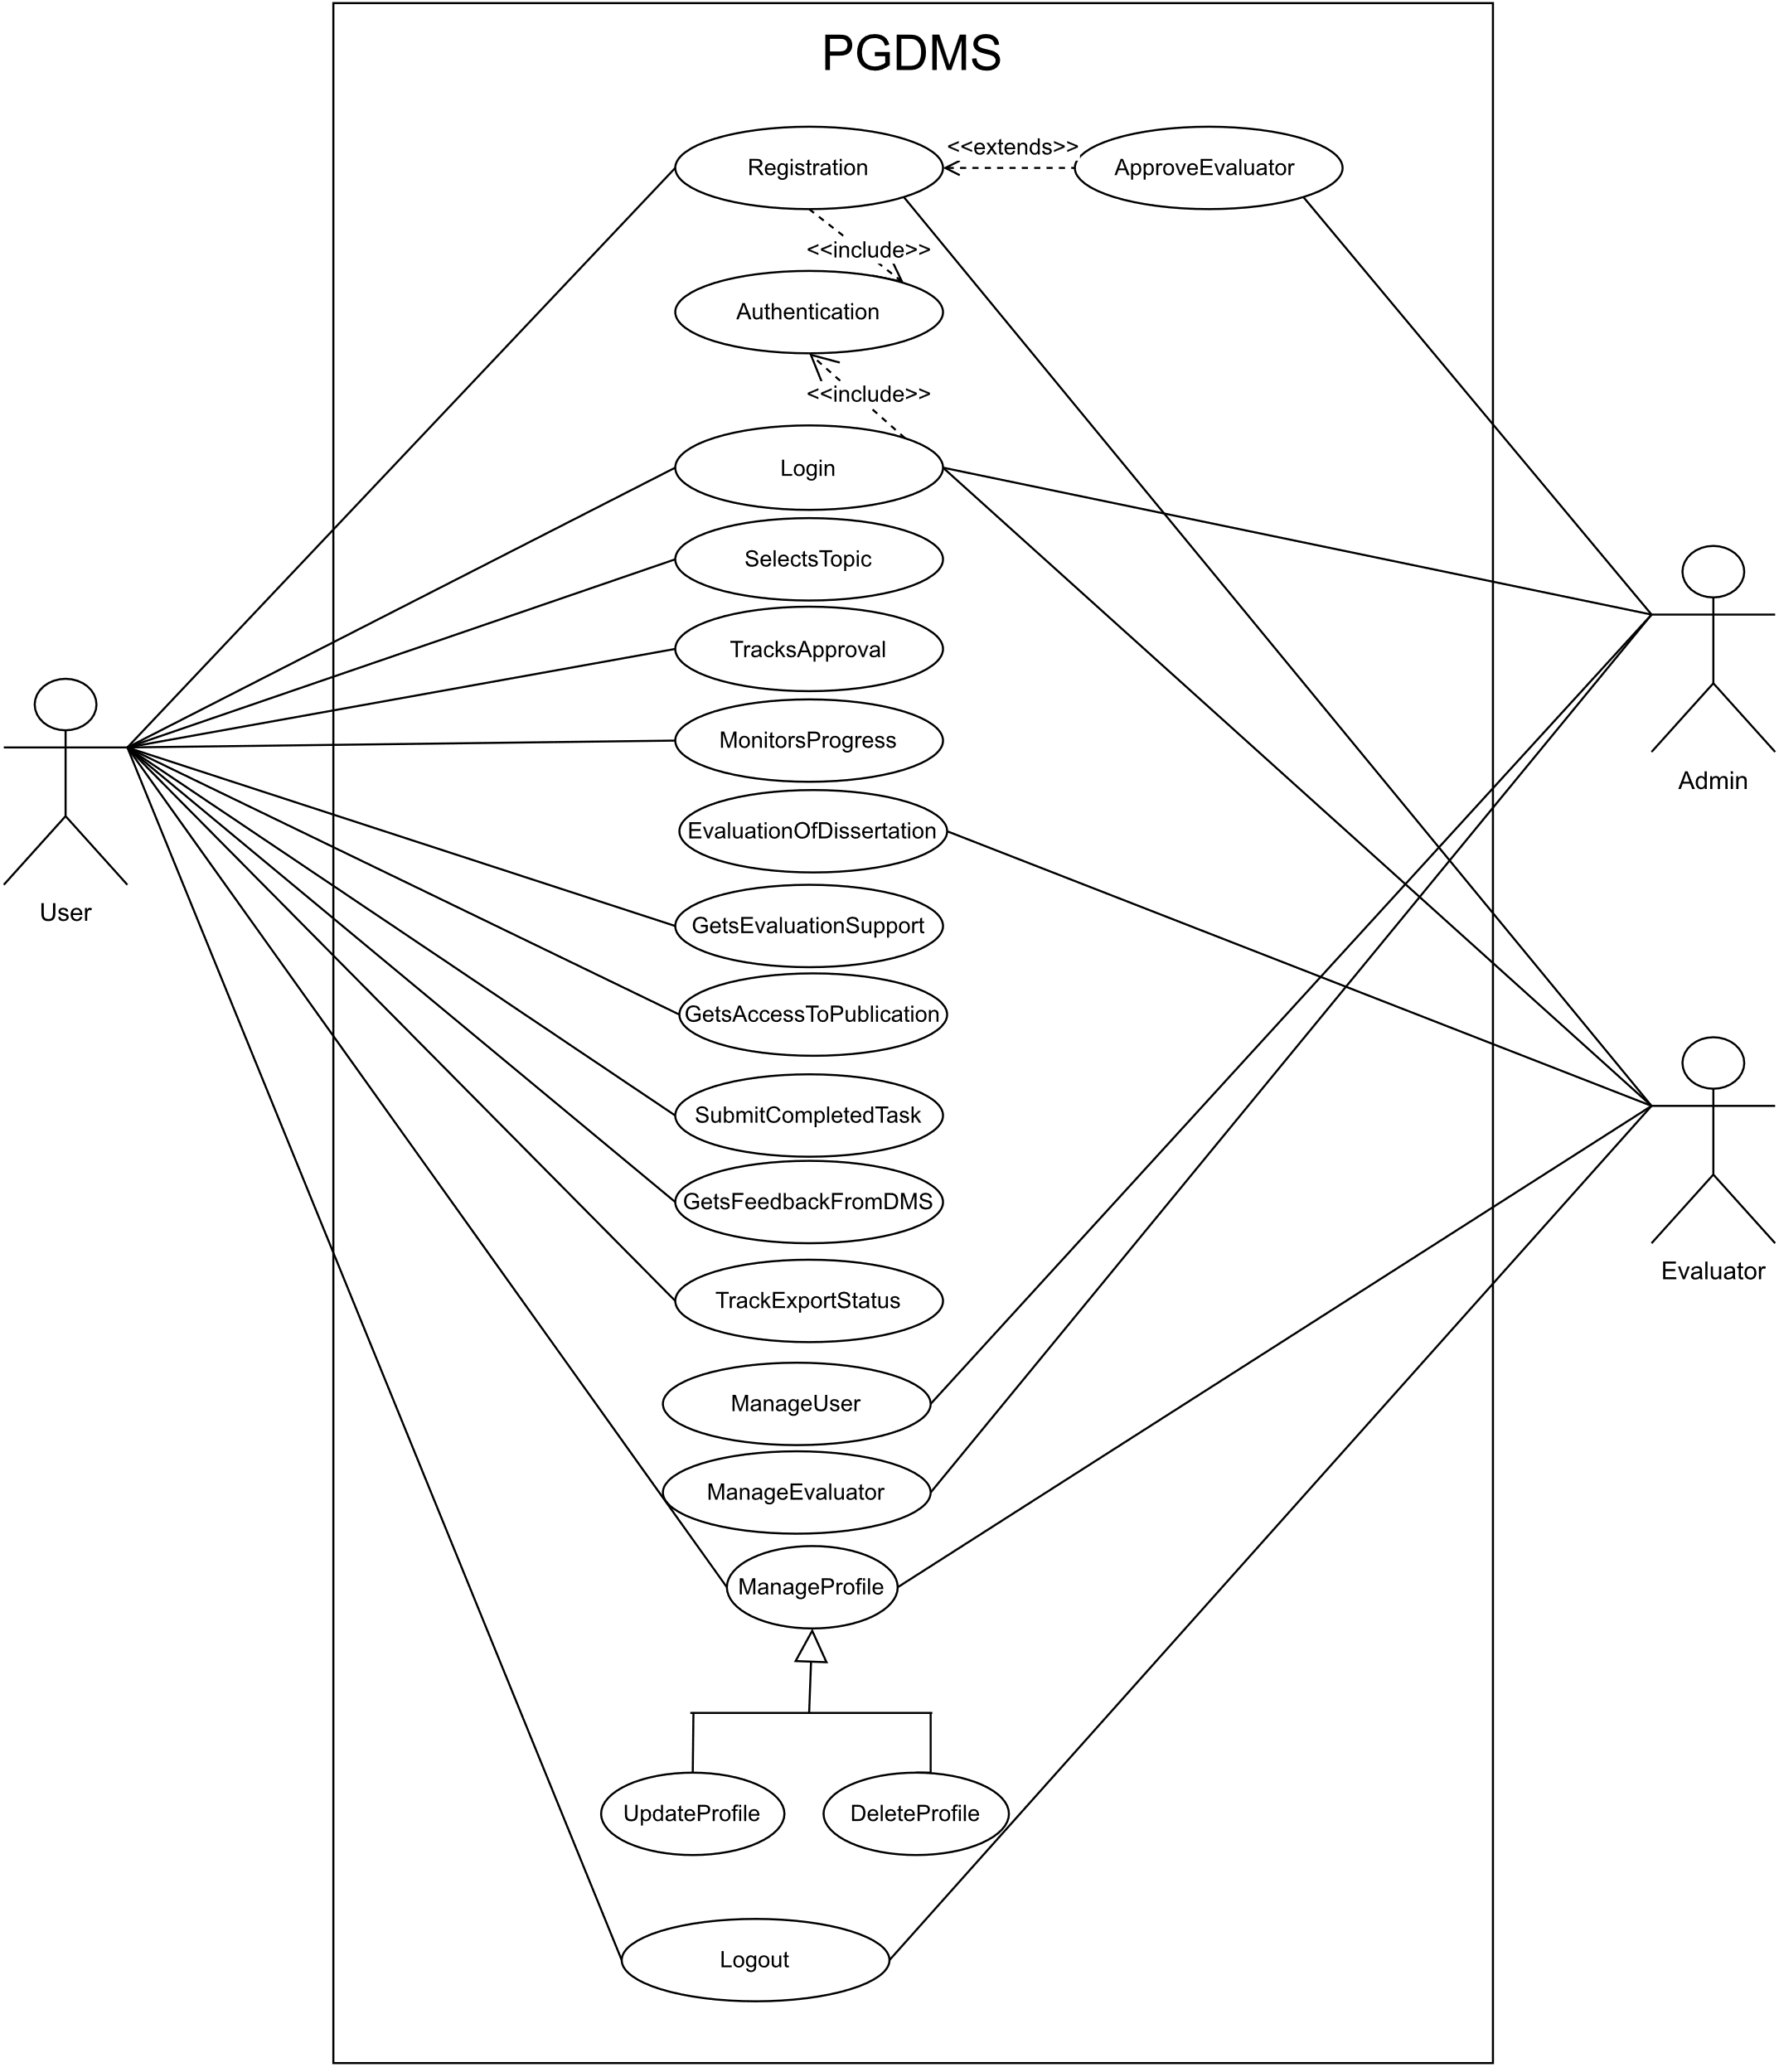 PGDMS
Registration
<<extends>>
ApproveEvaluator
<<include>>
Authentication
<<include>>
Login
SelectsTopic
TracksApproval
MonitorsProgress
Admin
EvaluationOfDissertation
User
GetsEvaluationSupport
GetsAccessToPublication
SubmitCompletedTask
GetsFeedbackFromDMS
Evaluator
TrackExportStatus
ManageUser
ManageEvaluator
ManageProfile
UpdateProfile
DeleteProfile
Logout